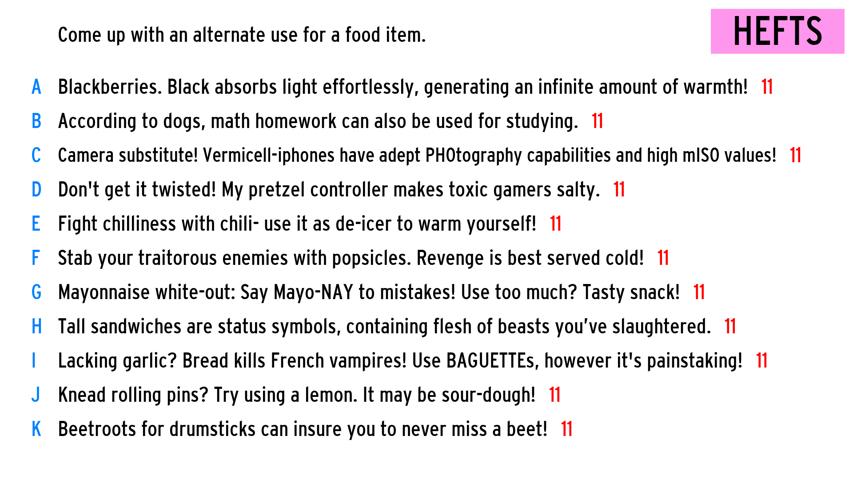 Come up with an alternate use for a food item.
HEFTS
A Blackberries. Black absorbs light effortlessly, generating an infinite amount of warmth! 11
B According to dogs, math homework can also be used for studying. 11
C Camera substitute! Vermicell-iphones have adept PHOtography capabilities and high mISO values! 11
D Don't get it twisted! My pretzel controller makes toxic gamers salty. 11
E Fight chilliness with chili- use it as de-icer to warm yourself! 11
F Stab your traitorous enemies with popsicles. Revenge is best served cold! 11
G Mayonnaise white-out: Say Mayo-NAY to mistakes! Use too much? Tasty snack! 11
H Tall sandwiches are status symbols, containing flesh of beasts you’ve slaughtered. 11
I Lacking garlic? Bread kills French vampires! Use BAGUETTEs, however it's painstaking! 11
J Knead rolling pins? Try using a lemon. It may be sour-dough! 11
K Beetroots for drumsticks can insure you to never miss a beet! 11